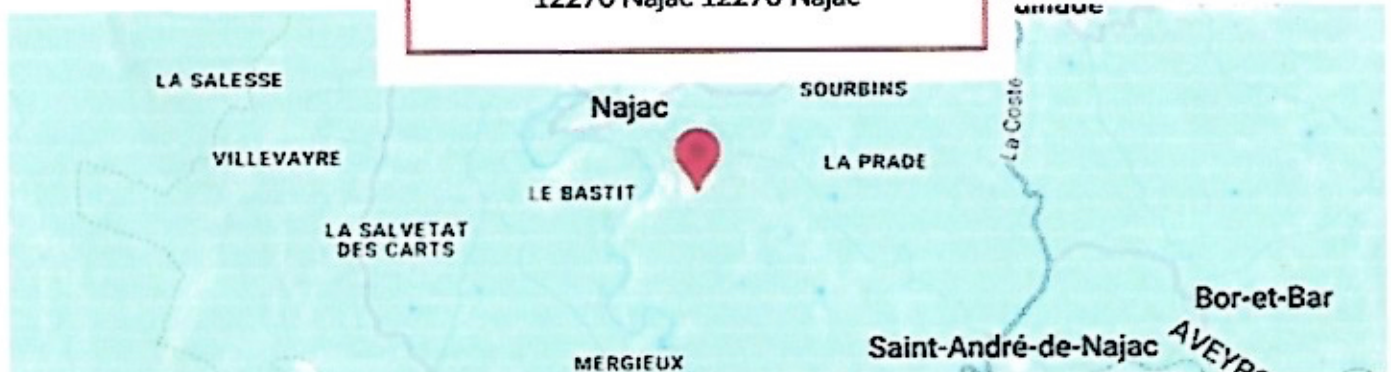 12270 Najac 12270 Najac
LA SALESSE
SOURBINS
Najac
La Coste
VILLEVAYRE
LA PRADE
LE BASTIT
LA SALVETAT
DES CARTS
Bor-et-Bar
Saint-André-de-Najac
AVEYRO
MERGIEUX